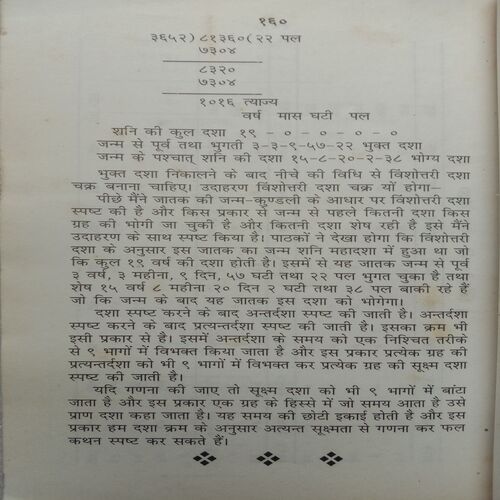 १६०
३६५२ ) ८१३६० ( २२ पल
७३०४
८३२०
७३०४
१०१६ त्याज्य
वर्ष मास घटी पल
शनि की कुल दशा १९ – ० – ० – ० – ०
जन्म से पूर्व तथा भुगती ३–३–९–५७–२२ भुक्त दशा
जन्म के पश्चात् शनि की दशा १५–८–२०–२–३८ भोग्य दशा
भुक्त दशा निकालने के बाद नीचे की विधि से विंशोत्तरी दशा
चक्र बनाना चाहिए। उदाहरण विंशोत्तरी दशा चक्र यों होगा—
पीछे मैंने जातक की जन्म-कुण्डली के आधार पर विंशोत्तरी दशा
स्पष्ट की है और किस प्रकार से जन्म से पहले कितनी दशा किस
ग्रह की भोगी जा चुकी है और कितनी दशा शेष रही है इसे मैंने
उदाहरण के साथ स्पष्ट किया है। पाठकों ने देखा होगा कि विंशोत्तरी
दशा के अनुसार इस जातक का जन्म शनि महादशा में हुआ था जो
कि कुल १९ वर्ष की दशा होती है। इसमें से यह जातक जन्म से पूर्व
३ वर्ष, ३ महीना, ९ दिन, ५७ घटी तथा २२ पल भुगत चुका है तथा
शेष १५ वर्ष ८ महीना २० दिन २ घटी तथा ३८ पल बाकी रहे हैं
जो कि जन्म के बाद यह जातक इस दशा को भोगेगा।
दशा स्पष्ट करने के बाद अन्तर्दशा स्पष्ट की जाती है। अन्तर्दशा
स्पष्ट करने के बाद प्रत्यन्तर्दशा स्पष्ट की जाती है। इसका क्रम भी
इसी प्रकार से है। इसमें अन्तर्दशा के समय को एक निश्चित तरीके
से ९ भागों में विभक्त किया जाता है और इस प्रकार प्रत्येक ग्रह की
प्रत्यन्तर्दशा को भी ९ भागों में विभक्त कर प्रत्येक ग्रह की सूक्ष्म दशा
स्पष्ट की जाती है।
यदि गणना की जाए तो सूक्ष्म दशा को भी ९ भागों में बांटा
जाता है और इस प्रकार एक ग्रह के हिस्से में जो समय आता है उसे
प्राण दशा कहा जाता है। यह समय की छोटी इकाई होती है और इस
प्रकार हम दशा क्रम के अनुसार अत्यन्त सूक्ष्मता से गणना कर फल
कथन स्पष्ट कर सकते हैं।